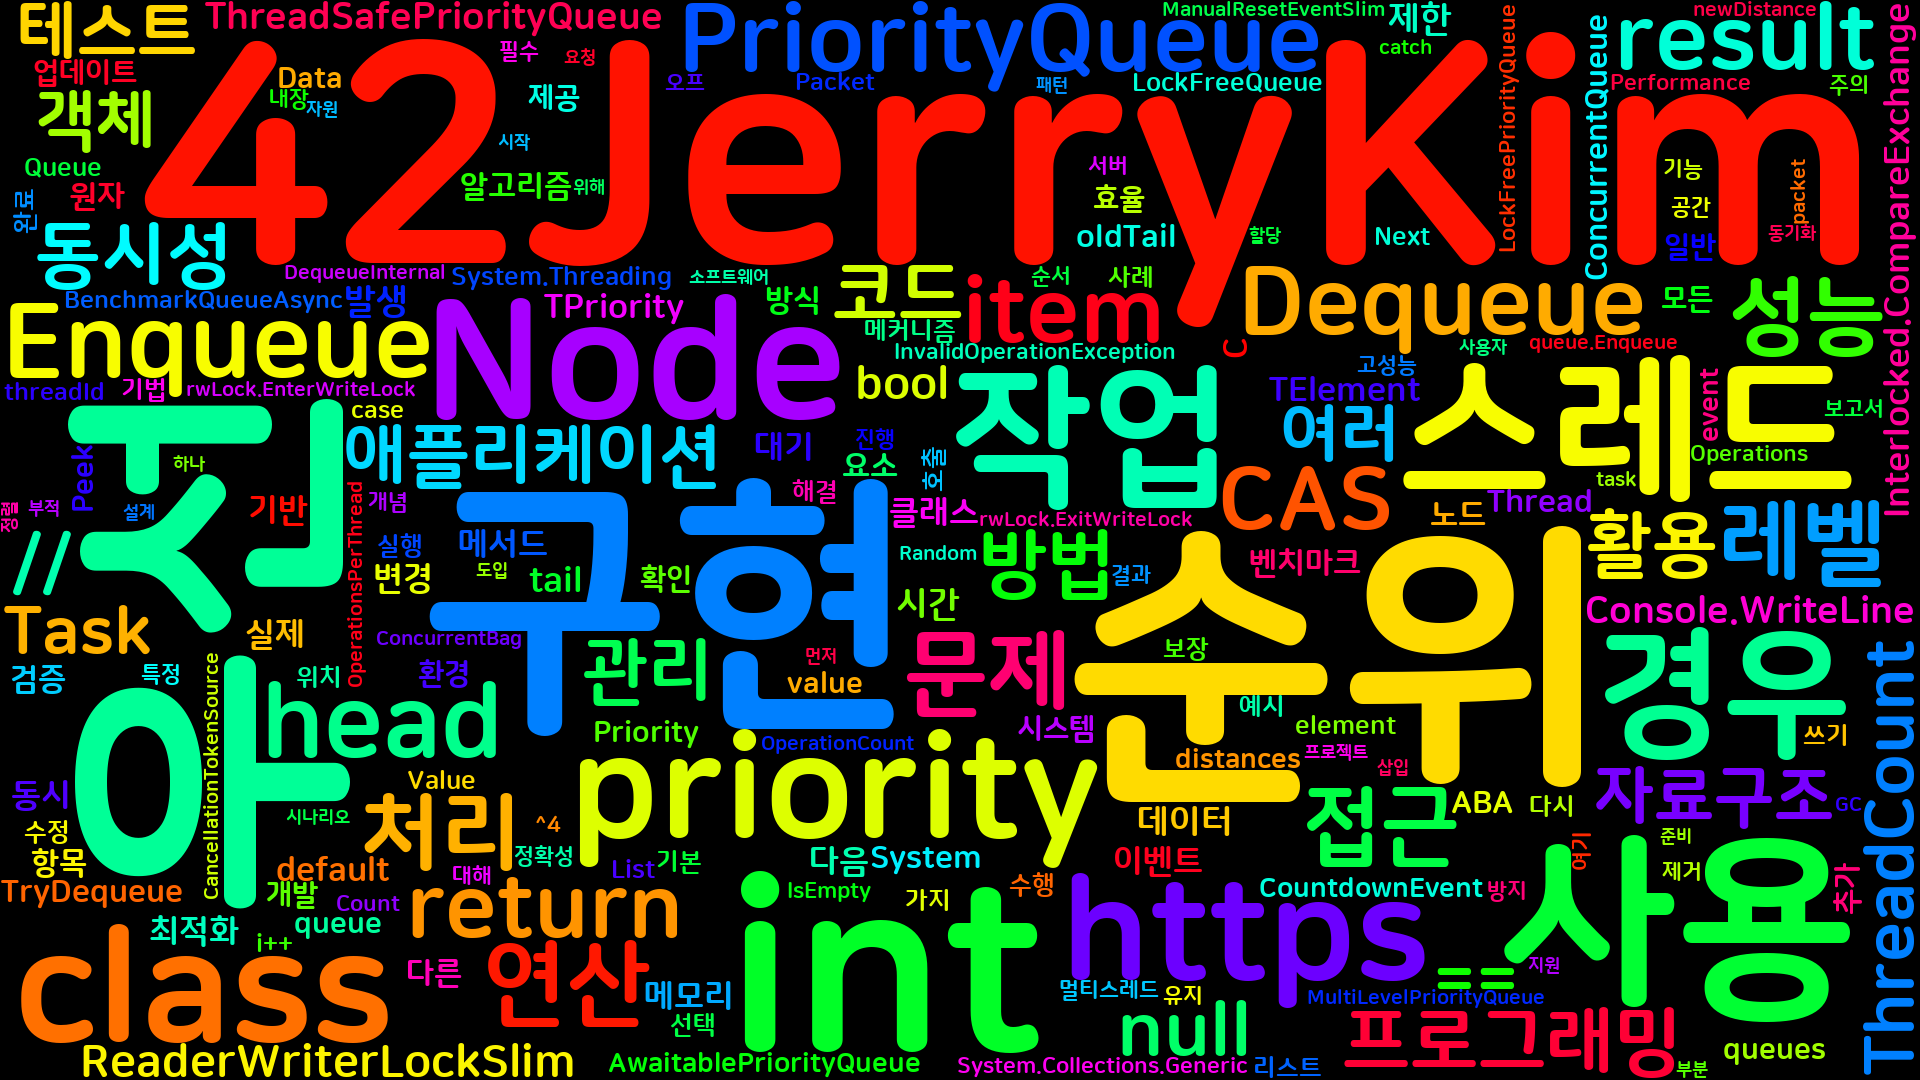 테스트
ThreadSafePriorityQueue
PriorityQueue
ManualResetEventSlim
제한
newDistance
result
Interlocked.CompareExchange
업데이트
Data
필수
요청
catch
42JerryKim
객체
내장
자원
제공
오프
Packet
패턴
LockFreeQueue
LockFreePriorityQueue
ConcurrentQueue
Performance
주의
시작
Queue
원자
알고리즘
위해
서버
효율
기능
공간
packet
완료
동시성
oldTail
할당
Next
일반
동기화
DequeueInternal
System.Threading
소프트웨어
코드
순서
사례
Dequeue
모든
성능
BenchmarkQueueAsync
발생
TPriority
방식
item
메커니즘
Enqueue
Node
InvalidOperationException
C
사용자
queue.Enqueue
threadId
기법
rwLock.EnterWriteLock
bool
작업
고성능
TElement
스레드
event
보고서
case
애플리케이션
대기
진행
요소
호출
여러
Operations
task
Peek
직
하나
//
정렬
부적
설계
기반
개념
OperationsPerThread
구현
해결
클래스
rwLock.ExitWriteLock
CAS
Thread
노드
활용
레벨
실행
메서드
변경
도입
tail
확인
Random
방법
결과
벤치마크
순위
Task
실제
시간
Console.WriteLine
ConcurrentBag
관리
먼저
문제
보장
경우
ThreadCount
검증
특정
위치
환경
value
예시
아
head
CancellationTokenSource
Priority
OperationCount
시스템
element
쓰기
distances
프로젝트
삽입
priority
동시
Value
시나리오
처리
^4
데이터
접근
ABA
다시
자료구조
GC
수정
항목
default
대해
정확성
List
기본
다음
System
이벤트
여기
준비
제거
사용
추가
TryDequeue
개발
Count
return
IsEmpty
가지
수행
CountdownEvent
방지
최적화
i++
queue
int
https
class
다른
연산
메모리
선택
멀티스레드
유지
==
지원
MultiLevelPriorityQueue
null
프로그래밍
queues
ReaderWriterLockSlim
AwaitablePriorityQueue
System.Collections.Generic
리스트
부분